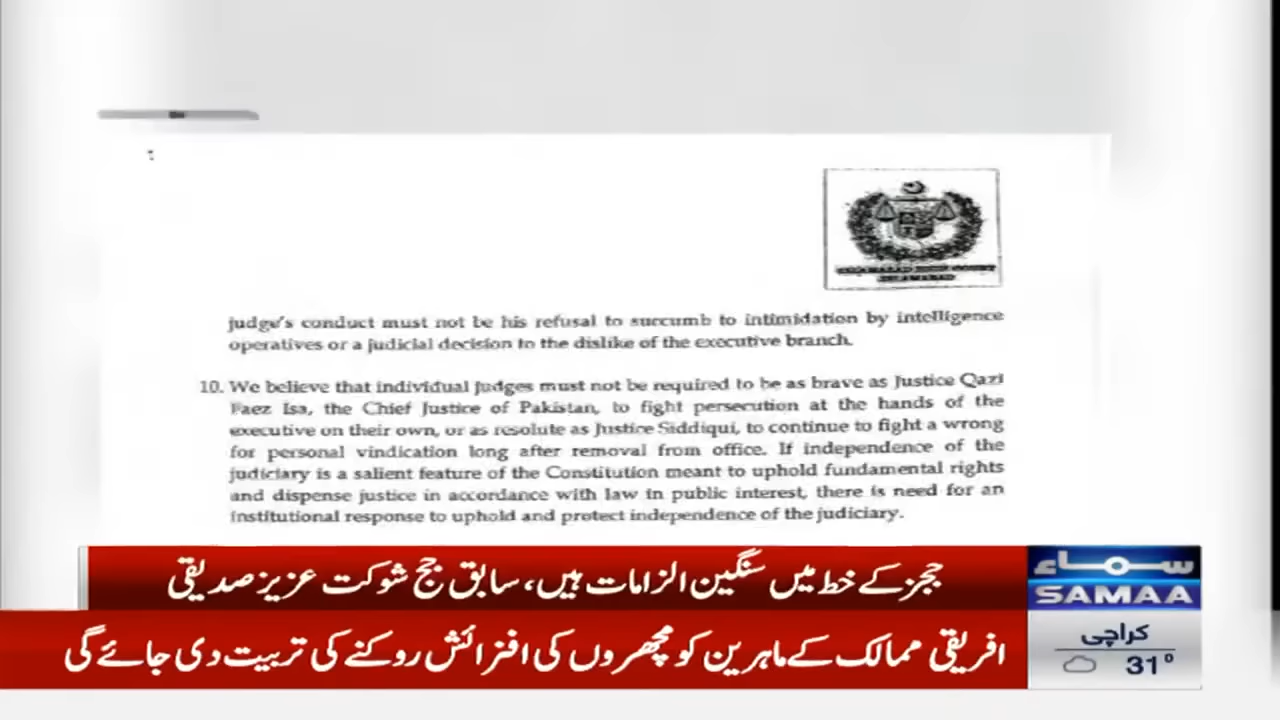 ISLAMABAD HIGH COURT
ISLAMABAD
judge's conduct must not be his refusal to succumb to intimidation by intelligence
operatives or a judicial decision to the dislike of the executive branch.
10. We believe that individual judges must not be required to be as brave as Justice Qazi
Faez Isa, the Chief Justice of Pakistan, to fight persecution at the hands of the
executive on their own, or as resolute as Justice Siddiqui, to continue to fight a wrong
for personal vindication long after removal from office. If independence of the
judiciary is a salient feature of the Constitution meant to uphold fundamental rights
and dispense justice in accordance with law in public interest, there is need for an
institutional response to uphold and protect independence of the judiciary.
ججز کے خط میں سنگین الزامات ہیں، سابق جج شوکت عزیز صدیقی
سماء
SAMAA
افریقی ممالک کے ماہرین کو مچھروں کی افزائش روکنے کی تربیت دی جائے گی
کراچی
31°